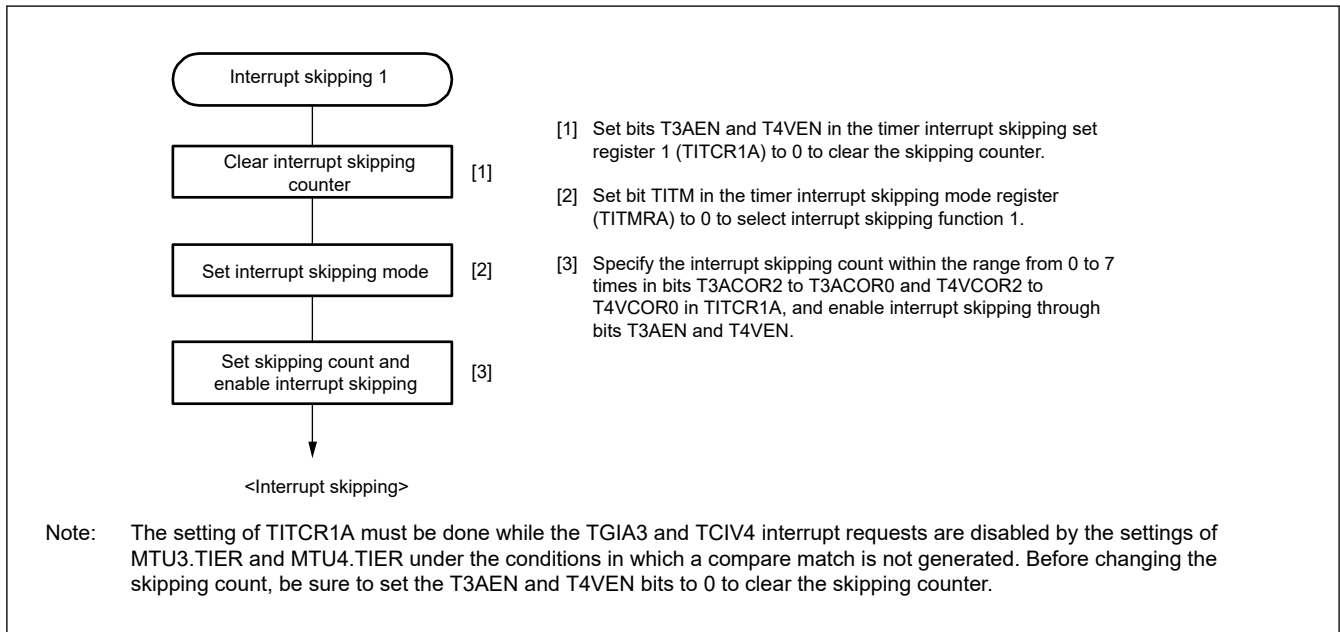 Interrupt skipping 1
Clear interrupt skipping
counter
[1]
Set interrupt skipping mode
[2]
Set skipping count and
enable interrupt skipping
[3]
<Interrupt skipping>
[1] Set bits T3AEN and T4VEN in the timer interrupt skipping set
register 1 (TITCR1A) to 0 to clear the skipping counter.
[2] Set bit TITM in the timer interrupt skipping mode register
(TITMRA) to 0 to select interrupt skipping function 1.
[3] Specify the interrupt skipping count within the range from 0 to 7
times in bits T3ACOR2 to T3ACOR0 and T4VCOR2 to
T4VCOR0 in TITCR1A, and enable interrupt skipping through
bits T3AEN and T4VEN.
Note: The setting of TITCR1A must be done while the TGIA3 and TCIV4 interrupt requests are disabled by the settings of
MTU3.TIER and MTU4.TIER under the conditions in which a compare match is not generated. Before changing the
skipping count, be sure to set the T3AEN and T4VEN bits to 0 to clear the skipping counter.